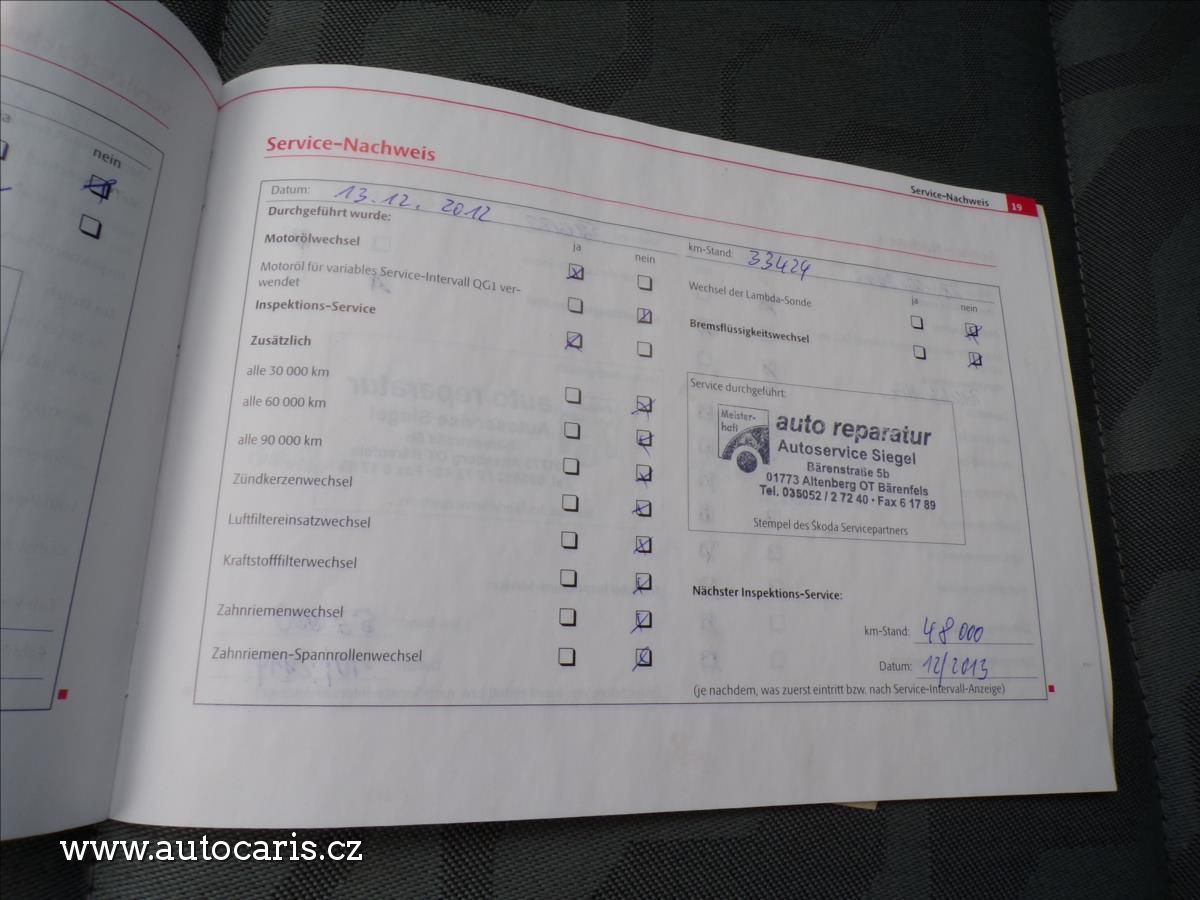 nein
Service-Nachweis
Service-Nachweis 19
Datum: 13.12. 2012
km-Stand: 33424
Durchgeführt wurde:
ja nein
Motorölwechsel
Motoröl für variables Service-Intervall QG1 ver-
wendet
Inspektions-Service
Zusätzlich
alle 30 000 km
alle 60 000 km
alle 90 000 km
Zündkerzenwechsel
Luftfiltereinsatzwechsel
Kraftstofffilterwechsel
Zahnriemenwechsel
Zahnriemen-Spannrollenwechsel
ja nein
Wechsel der Lambda-Sonde
Bremsflüssigkeitswechsel
Service durchgeführt:
Meister-
haft
auto reparatur
Autoservice Siegel
Bärenstraße 5b
01773 Altenberg OT Bärenfels
Tel. 035052 / 2 72 40 · Fax 6 17 89
Stempel des Škoda Servicepartners
Nächster Inspektions-Service:
km-Stand: 48 000
Datum: 12/2013
(je nachdem, was zuerst eintritt bzw. nach Service-Intervall-Anzeige)
www.autocaris.cz